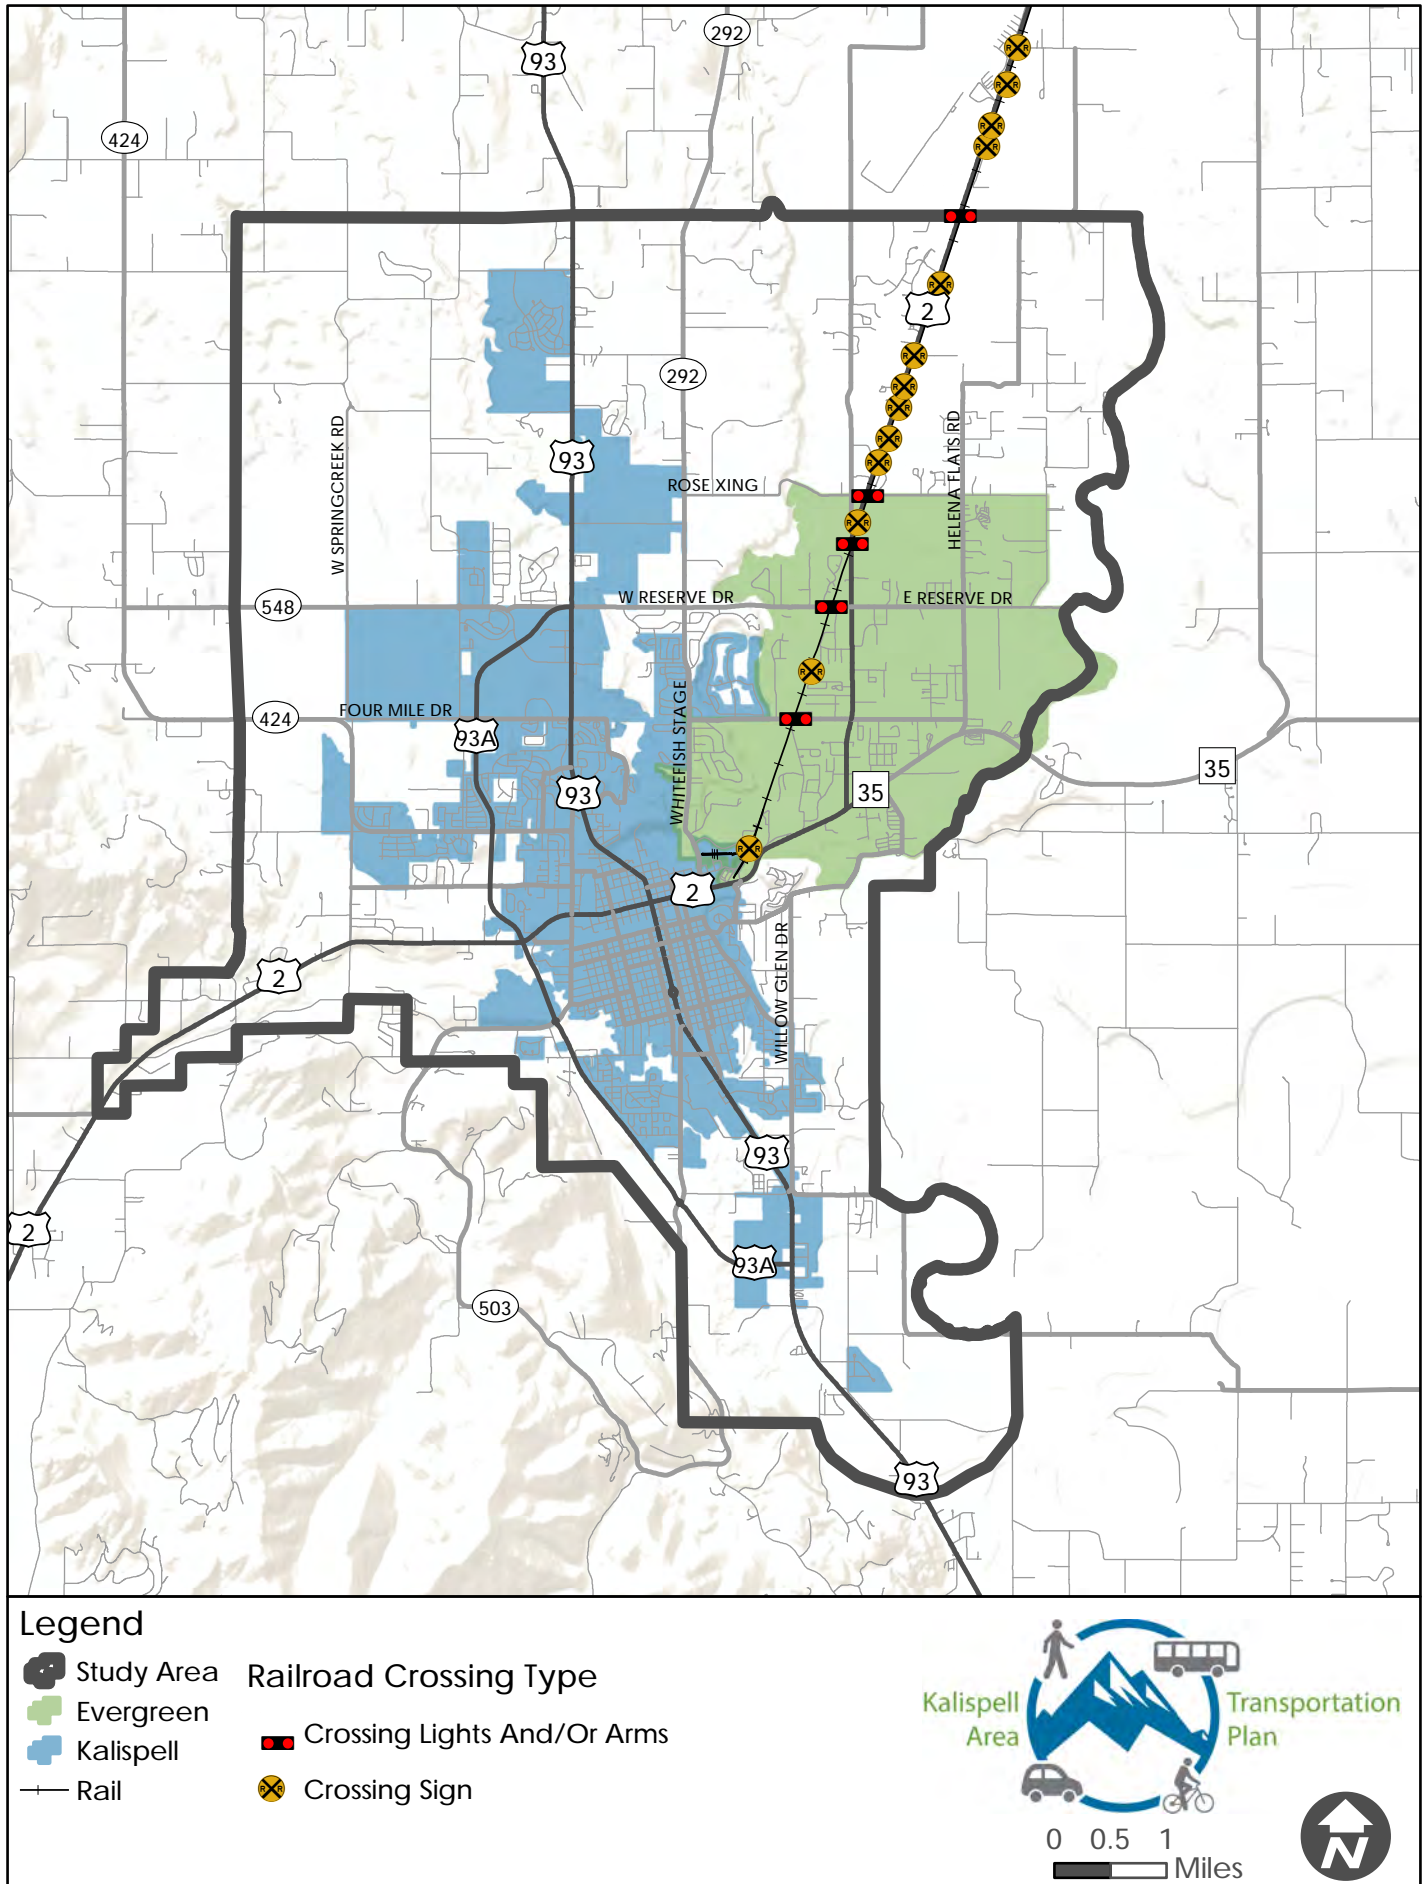 93
292
424
2
292
93
W SPRINGCREEK RD
ROSE XING
HELENA FLATS RD
548
W RESERVE DR
E RESERVE DR
424
FOUR MILE DR
93A
WHITEFISH STAGE
93
35
35
2
2
WILLOW GLEN DR
93
2
93A
503
93
Legend
Study Area
Evergreen
Kalispell
Rail
Railroad Crossing Type
Crossing Lights And/Or Arms
R R Crossing Sign
Kalispell Transportation
Area Plan
0 0.5 1
Miles
N